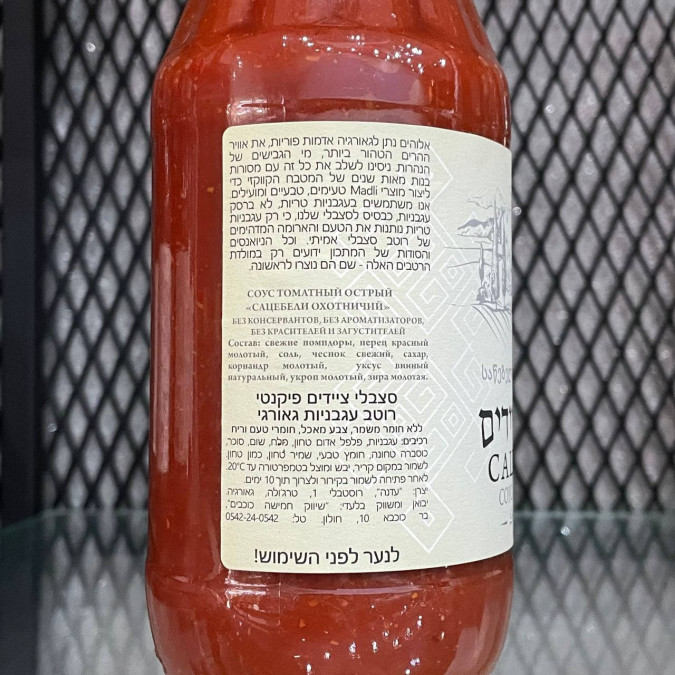 אלוהים נתן לגאורגיה אדמות פוריות, את אוויר
ההרים הטהור ביותר, מי הגבישים של
הנהרות. ניסינו לשלב את כל זה עם מסורות
בנות מאות שנים של המטבח הקווקזי כדי
ליצור מוצרי Madli טעימים, טבעיים ומועילים.
אנו משתמשים בעגבניות טריות, לא ברסק
עגבניות, כבסיס לסצבלי שלנו, כי רק עגבניות
טריות נותנות את הטעם והארומה המדהימים
של רוטב סצבלי אמיתי. וכל הניואנסים
והסודות של המתכון ידועים רק במולדת
הרטבים האלה - שם הם נוצרו לראשונה.
СОУС ТОМАТНЫЙ ОСТРЫЙ
«САЦЕБЕЛИ ОХОТНИЧИЙ»
БЕЗ КОНСЕРВАНТОВ, БЕЗ АРОМАТИЗАТОРОВ,
БЕЗ КРАСИТЕЛЕЙ И ЗАГУСТИТЕЛЕЙ
Состав: свежие помидоры, перец красный
молотый, соль, чеснок свежий, сахар,
кориандр молотый, уксус винный
натуральный, укроп молотый, зира молотая.
סצבלי ציידים פיקנטי
רוטב עגבניות גאורגי
ללא חומר משמר, צבע מאכל, חומרי טעם וריח
רכיבים: עגבניות, פלפל אדום טחון, מלח, שום, סוכר,
כוסברה טחונה, חומץ טבעי, שמיר טחון, כמון טחון.
לשמור במקום קריר, יבש ומוצל בטמפרטורה עד 20°C.
לאחר פתיחה לשמור בקירור ולצרוך תוך 10 ימים.
יצרן: "עדנה", רוסטבלי 1, טרגולה, גאורגיה.
יבואן ומשווק בלעדי: "שיווק חמישה כוכבים",
בר כוכבא 10, חולון. טל: 0542-24-0542
לנער לפני השימוש!